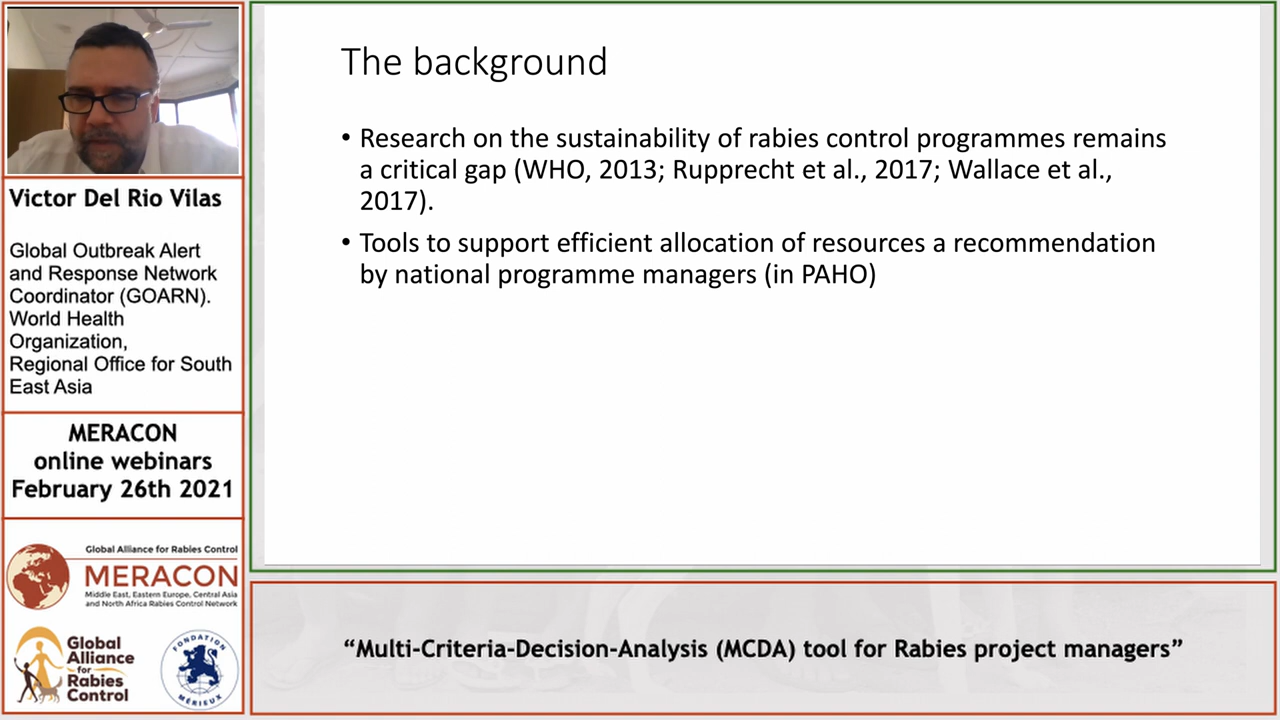 Victor Del Rio Vilas
Global Outbreak Alert
and Response Network
Coordinator (GOARN).
World Health
Organization,
Regional Office for South
East Asia
MERACON
online webinars
February 26th 2021
Global Alliance for Rabies Control
MERACON
Middle East, Eastern Europe, Central Asia
and North Africa Rabies Control Network
Global
Alliance
for
Rabies
Control
FONDATION
MÉRIEUX
The background
• Research on the sustainability of rabies control programmes remains
a critical gap (WHO, 2013; Rupprecht et al., 2017; Wallace et al.,
2017).
• Tools to support efficient allocation of resources a recommendation
by national programme managers (in PAHO)
“Multi-Criteria-Decision-Analysis (MCDA) tool for Rabies project managers”